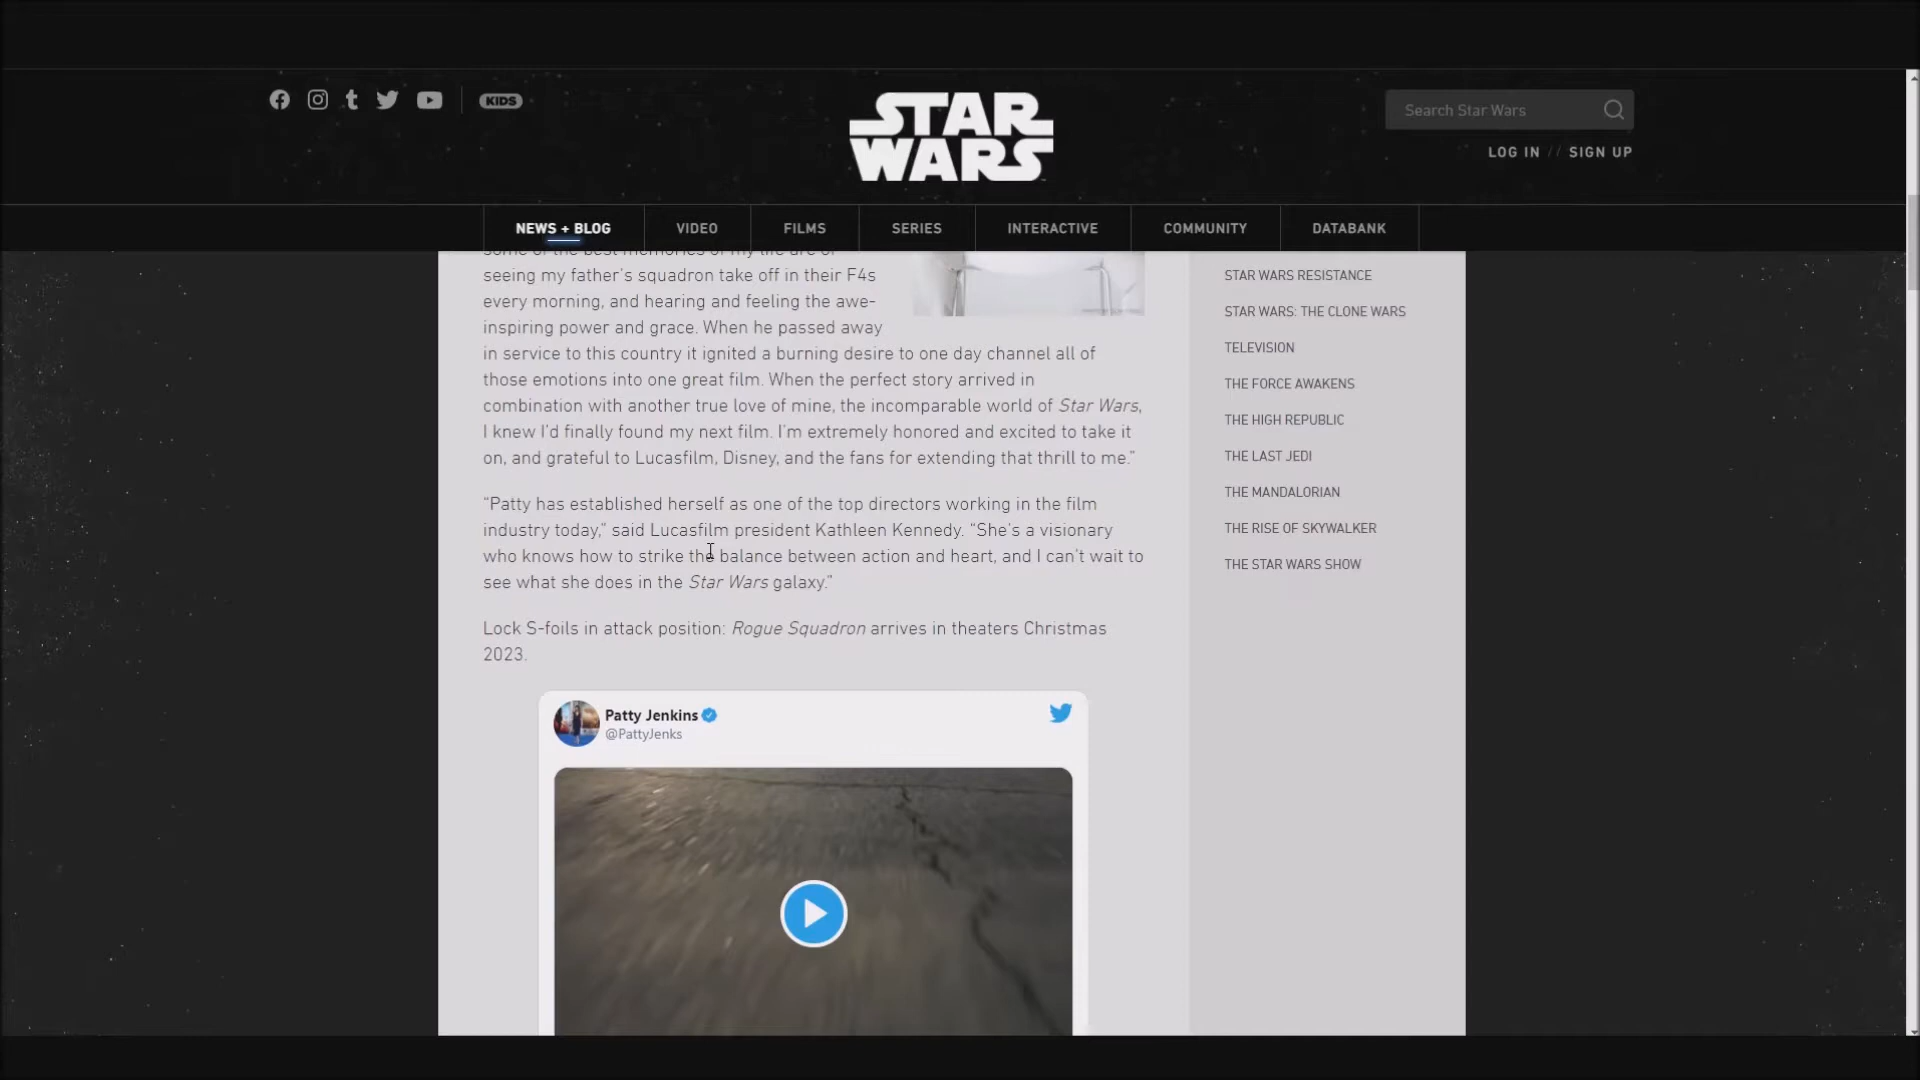 KIDS
STAR
WARS
Search Star Wars
LOG IN // SIGN UP
NEWS + BLOG
VIDEO
FILMS
SERIES
INTERACTIVE
COMMUNITY
DATABANK
some of the best memories of my life are of
seeing my father's squadron take off in their F4s
every morning, and hearing and feeling the awe-
inspiring power and grace. When he passed away
in service to this country it ignited a burning desire to one day channel all of
those emotions into one great film. When the perfect story arrived in
combination with another true love of mine, the incomparable world of Star Wars,
I knew I'd finally found my next film. I'm extremely honored and excited to take it
on, and grateful to Lucasfilm, Disney, and the fans for extending that thrill to me.”
“Patty has established herself as one of the top directors working in the film
industry today,” said Lucasfilm president Kathleen Kennedy. “She's a visionary
who knows how to strike the balance between action and heart, and I can't wait to
see what she does in the Star Wars galaxy.”
Lock S-foils in attack position: Rogue Squadron arrives in theaters Christmas
2023.
Patty Jenkins
@PattyJenks
STAR WARS RESISTANCE
STAR WARS: THE CLONE WARS
TELEVISION
THE FORCE AWAKENS
THE HIGH REPUBLIC
THE LAST JEDI
THE MANDALORIAN
THE RISE OF SKYWALKER
THE STAR WARS SHOW